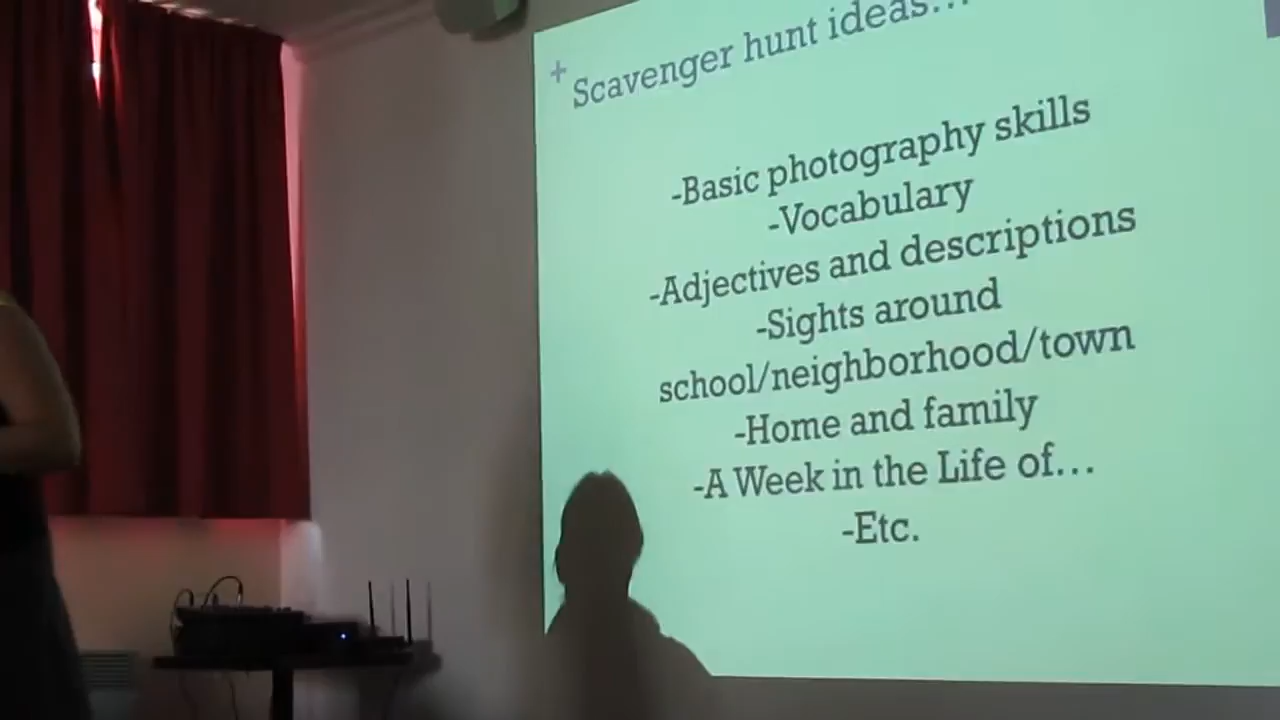 + Scavenger hunt ideas...
-Basic photography skills
-Vocabulary
-Adjectives and descriptions
-Sights around
school/neighborhood/town
-Home and family
-A Week in the Life of...
-Etc.